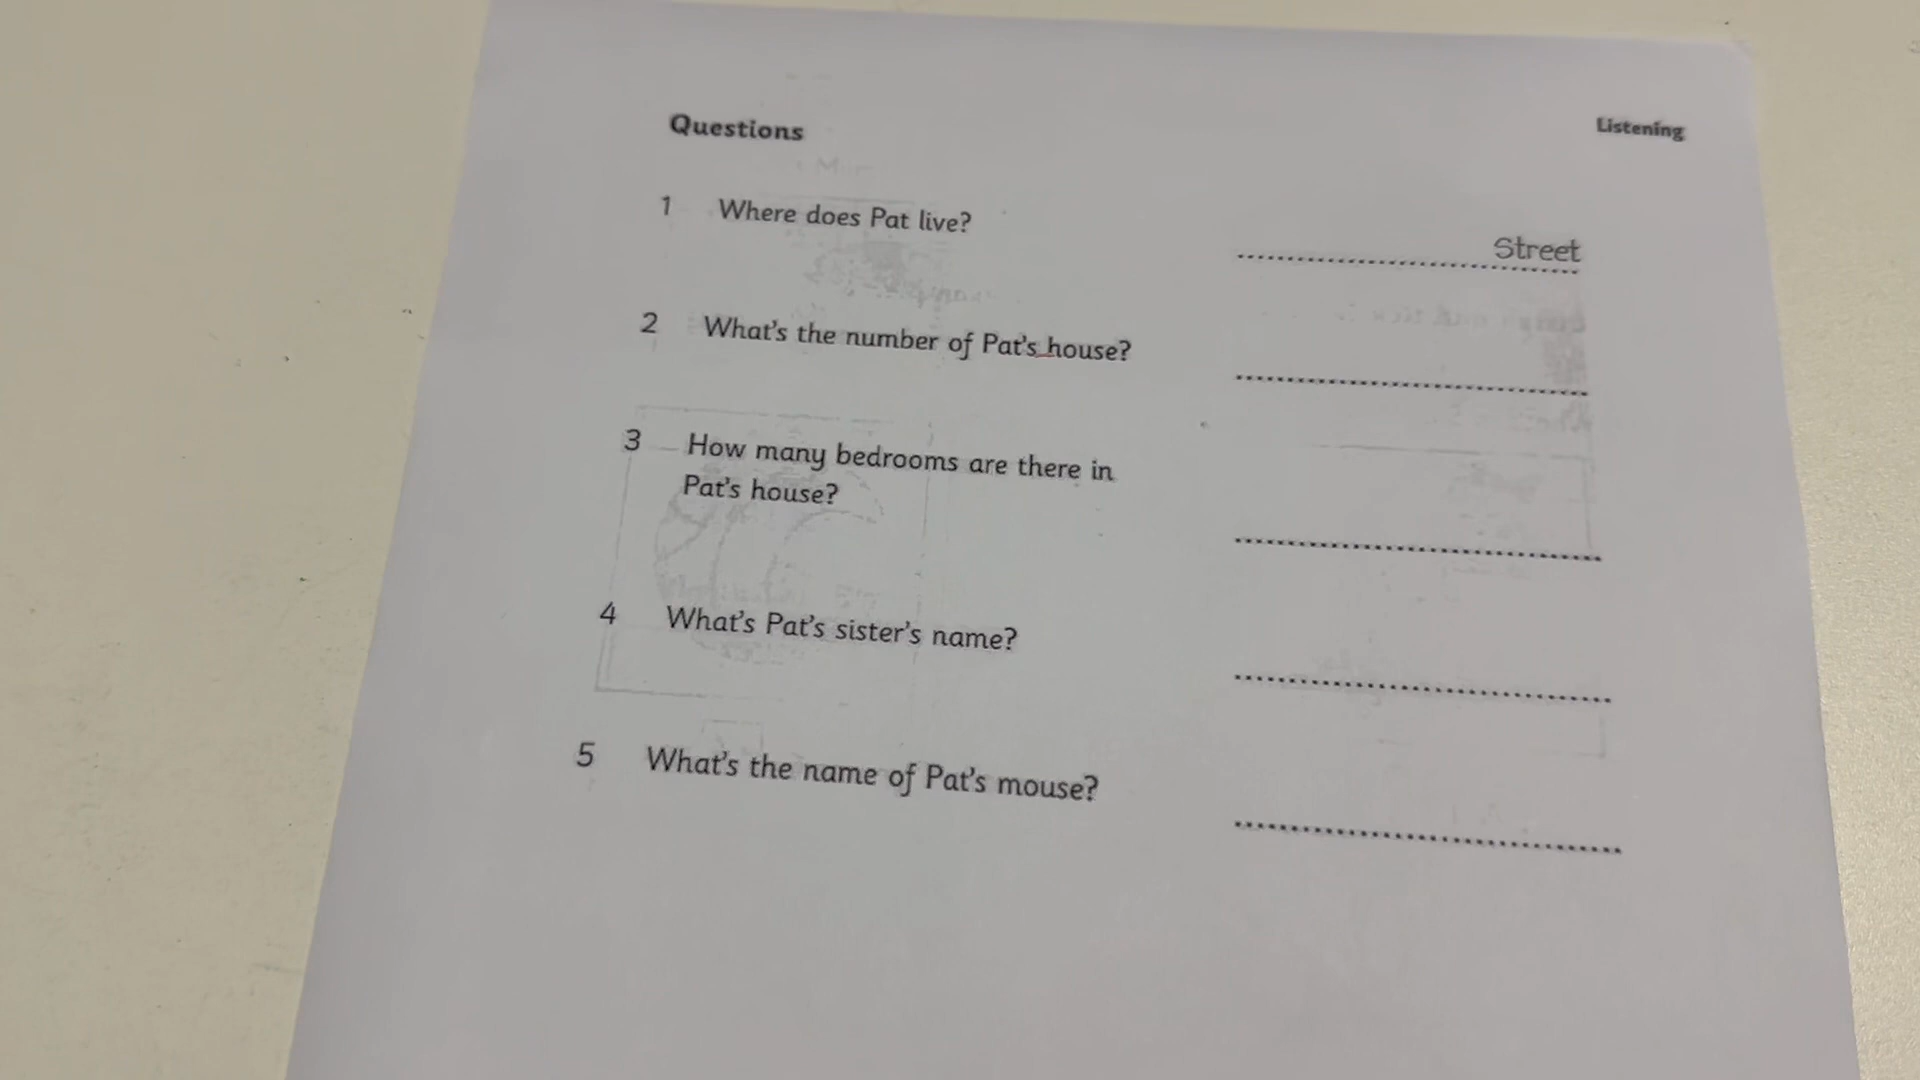 Questions
Listening
1 Where does Pat live?
Street
2 What's the number of Pat's house?
3 How many bedrooms are there in
Pat's house?
4 What's Pat's sister's name?
5 What's the name of Pat's mouse?